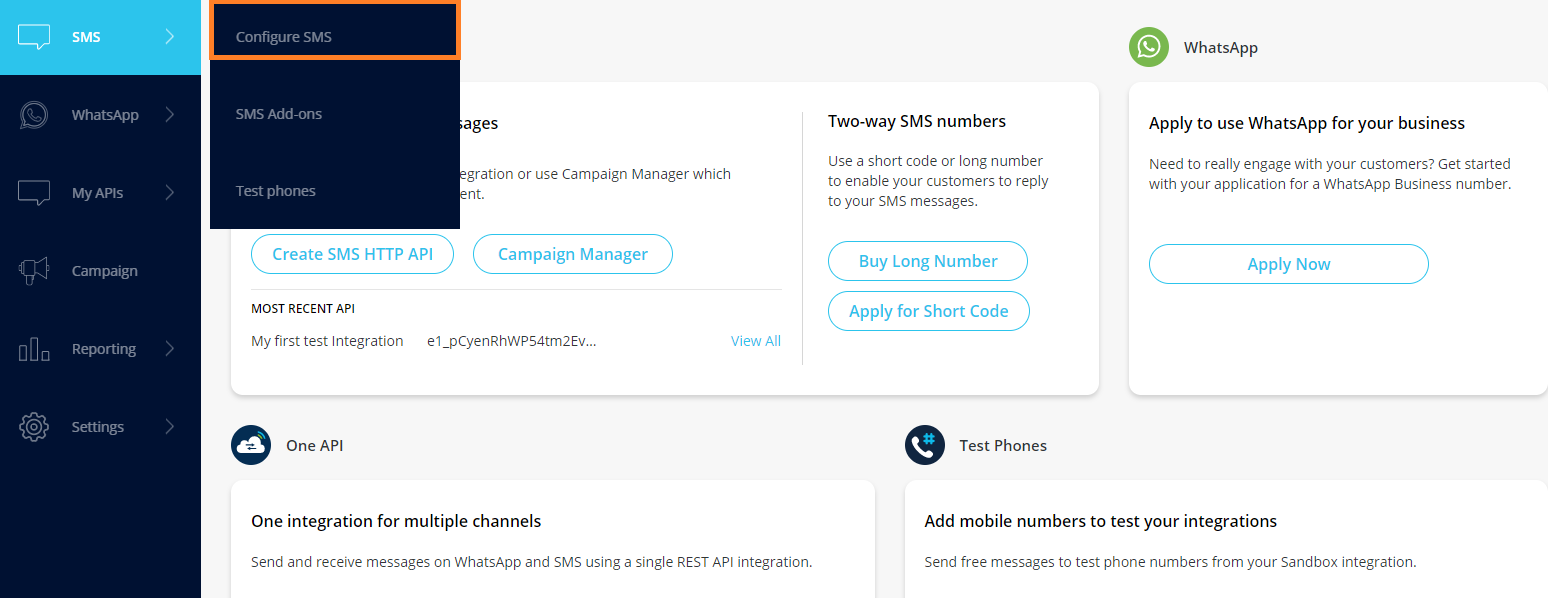 SMS
WhatsApp
My APIs
Campaign
Reporting
Settings
Configure SMS
SMS Add-ons
Test phones
sages
egration or use Campaign Manager which
ent.
Create SMS HTTP API
Campaign Manager
MOST RECENT API
My first test Integration e1_pCyenRhWP54tm2Ev... View All
Two-way SMS numbers
Use a short code or long number
to enable your customers to reply
to your SMS messages.
Buy Long Number
Apply for Short Code
WhatsApp
Apply to use WhatsApp for your business
Need to really engage with your customers? Get started
with your application for a WhatsApp Business number.
Apply Now
One API
One integration for multiple channels
Send and receive messages on WhatsApp and SMS using a single REST API integration.
Test Phones
Add mobile numbers to test your integrations
Send free messages to test phone numbers from your Sandbox integration.